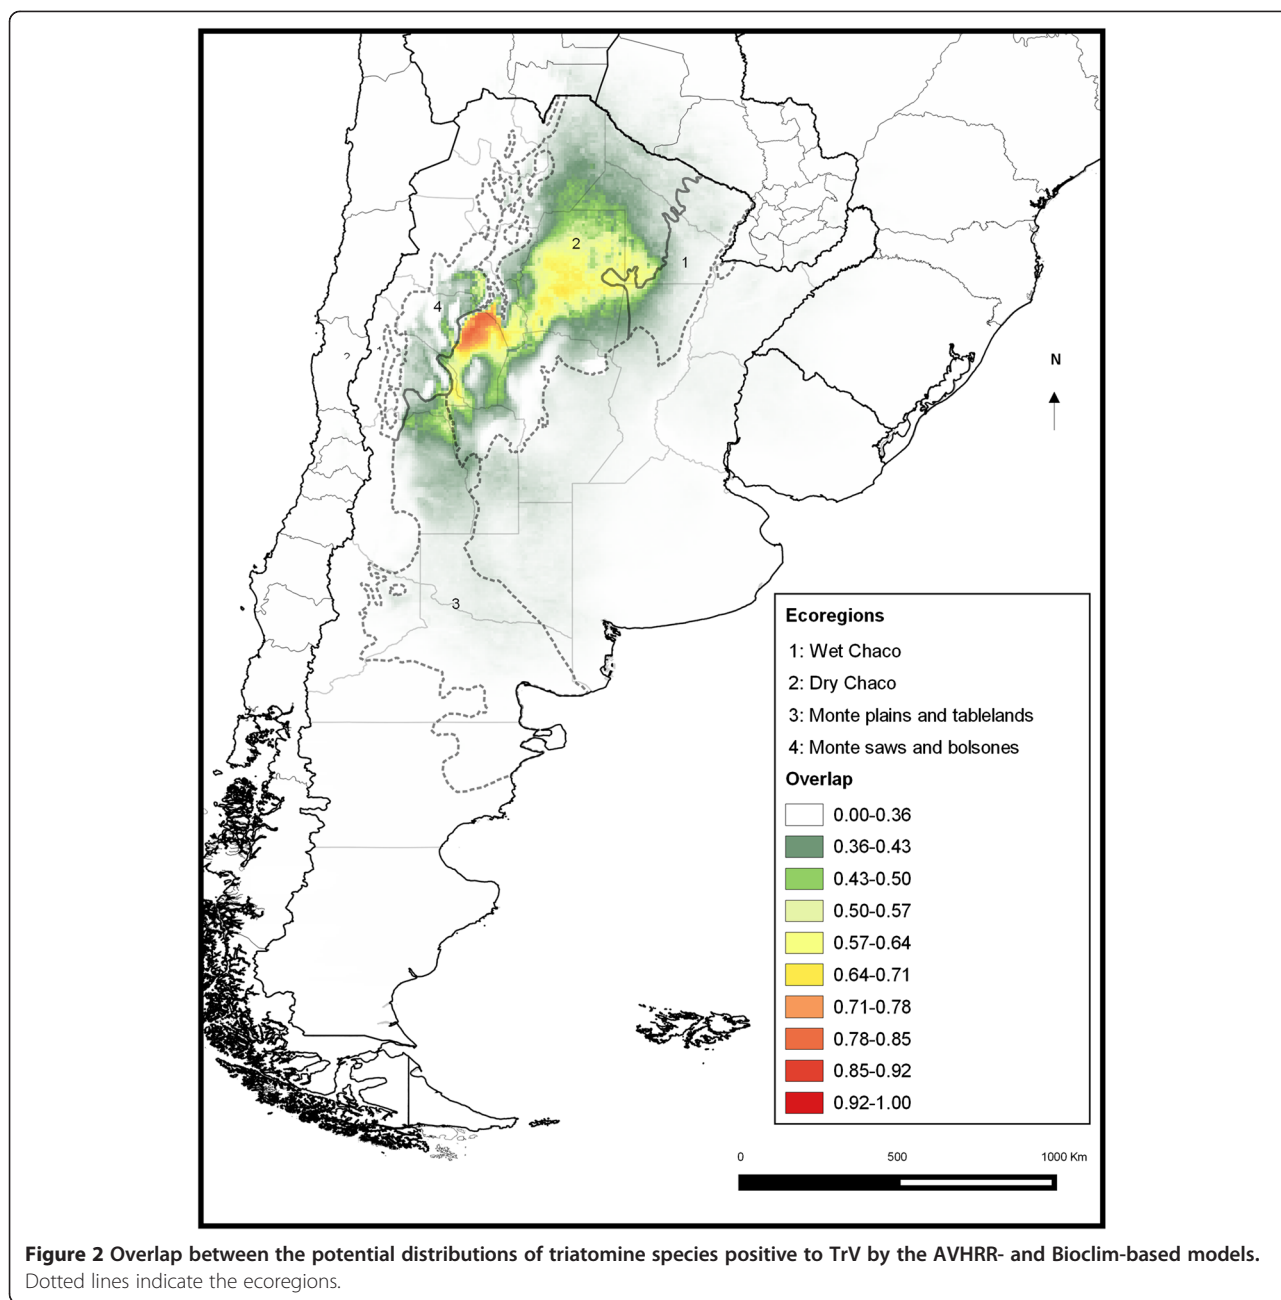 2
1
4
2
3
N
Ecoregions
1: Wet Chaco
2: Dry Chaco
3: Monte plains and tablelands
4: Monte saws and bolsones
Overlap
0.00-0.36
0.36-0.43
0.43-0.50
0.50-0.57
0.57-0.64
0.64-0.71
0.71-0.78
0.78-0.85
0.85-0.92
0.92-1.00
0 500 1000 Km
Figure 2 Overlap between the potential distributions of triatomine species positive to TrV by the AVHRR- and Bioclim-based models.
Dotted lines indicate the ecoregions.